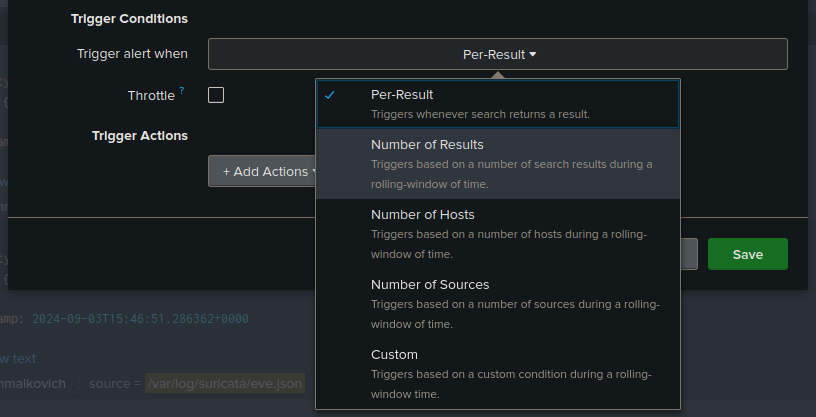 Trigger Conditions
Trigger alert when
Per-Result
Throttle ?
Per-Result
Triggers whenever search returns a result.
Trigger Actions
Number of Results
Triggers based on a number of search results during a
rolling-window of time.
+ Add Actions
Number of Hosts
Triggers based on a number of hosts during a rolling-
window of time.
Save
Number of Sources
Triggers based on a number of sources during a rolling-
window of time.
amp: 2024-09-03T15:46:51.286362+0000
Custom
Triggers based on a custom condition during a rolling-
window time.
w text
nmalkovich source = /var/log/suricata/eve.json